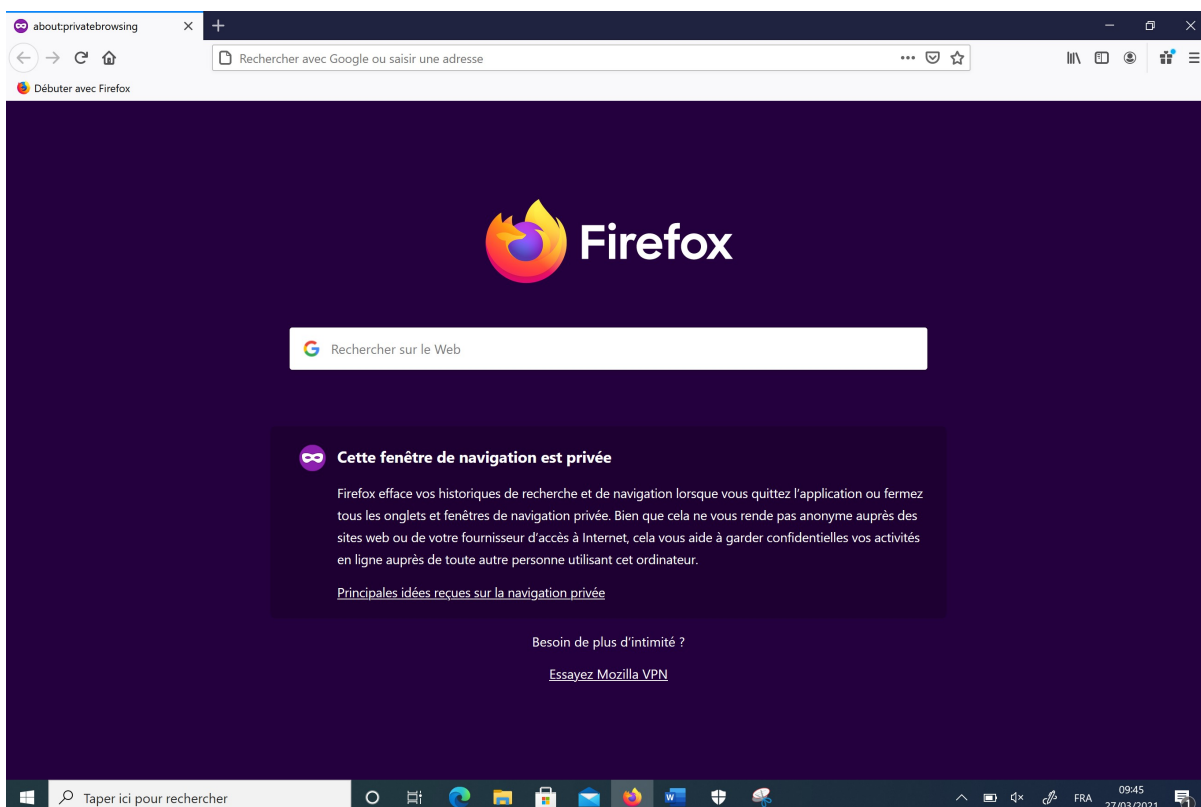 about:privatebrowsing
Rechercher avec Google ou saisir une adresse
Débuter avec Firefox
Firefox
Rechercher sur le Web
Cette fenêtre de navigation est privée
Firefox efface vos historiques de recherche et de navigation lorsque vous quittez l'application ou fermez
tous les onglets et fenêtres de navigation privée. Bien que cela ne vous rende pas anonyme auprès des
sites web ou de votre fournisseur d'accès à Internet, cela vous aide à garder confidentielles vos activités
en ligne auprès de toute autre personne utilisant cet ordinateur.
Principales idées reçues sur la navigation privée
Besoin de plus d'intimité ?
Essayez Mozilla VPN
Taper ici pour rechercher
FRA
09:45
27/03/2021